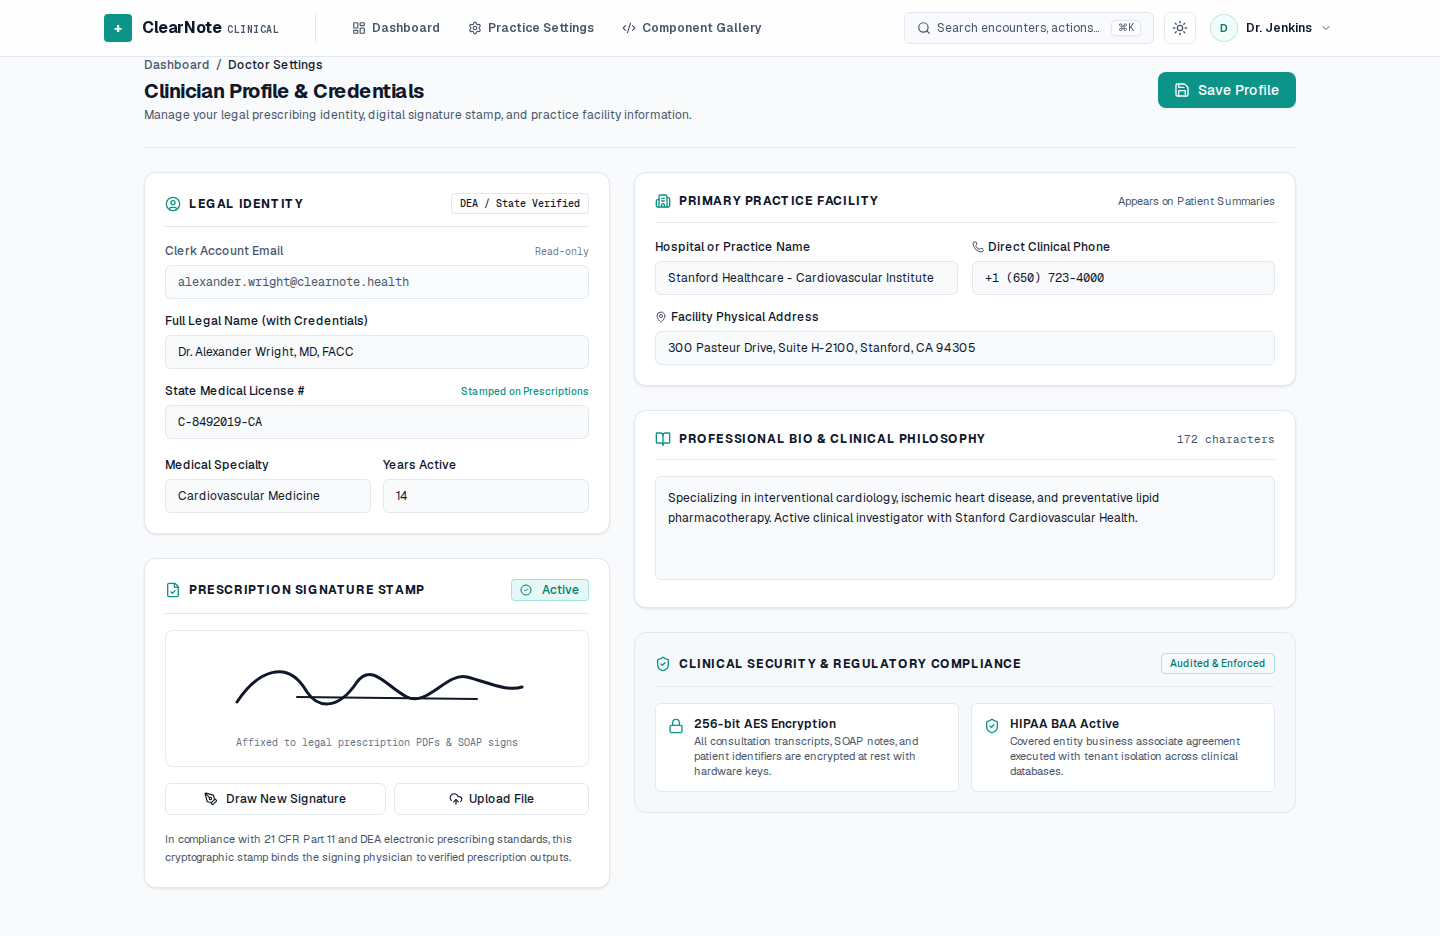 + ClearNote CLINICAL
Dashboard
Practice Settings
Component Gallery
Search encounters, actions... ⌘K
D Dr. Jenkins
Dashboard / Doctor Settings
Clinician Profile & Credentials
Manage your legal prescribing identity, digital signature stamp, and practice facility information.
Save Profile
LEGAL IDENTITY
DEA / State Verified
Clerk Account Email
Read-only
alexander.wright@clearnote.health
Full Legal Name (with Credentials)
Dr. Alexander Wright, MD, FACC
State Medical License #
Stamped on Prescriptions
C-8492019-CA
Medical Specialty
Years Active
Cardiovascular Medicine
14
PRESCRIPTION SIGNATURE STAMP
Active
Affixed to legal prescription PDFs & SOAP signs
Draw New Signature
Upload File
In compliance with 21 CFR Part 11 and DEA electronic prescribing standards, this
cryptographic stamp binds the signing physician to verified prescription outputs.
PRIMARY PRACTICE FACILITY
Appears on Patient Summaries
Hospital or Practice Name
Direct Clinical Phone
Stanford Healthcare - Cardiovascular Institute
+1 (650) 723-4000
Facility Physical Address
300 Pasteur Drive, Suite H-2100, Stanford, CA 94305
PROFESSIONAL BIO & CLINICAL PHILOSOPHY
172 characters
Specializing in interventional cardiology, ischemic heart disease, and preventative lipid
pharmacotherapy. Active clinical investigator with Stanford Cardiovascular Health.
CLINICAL SECURITY & REGULATORY COMPLIANCE
Audited & Enforced
256-bit AES Encryption
All consultation transcripts, SOAP notes, and
patient identifiers are encrypted at rest with
hardware keys.
HIPAA BAA Active
Covered entity business associate agreement
executed with tenant isolation across clinical
databases.